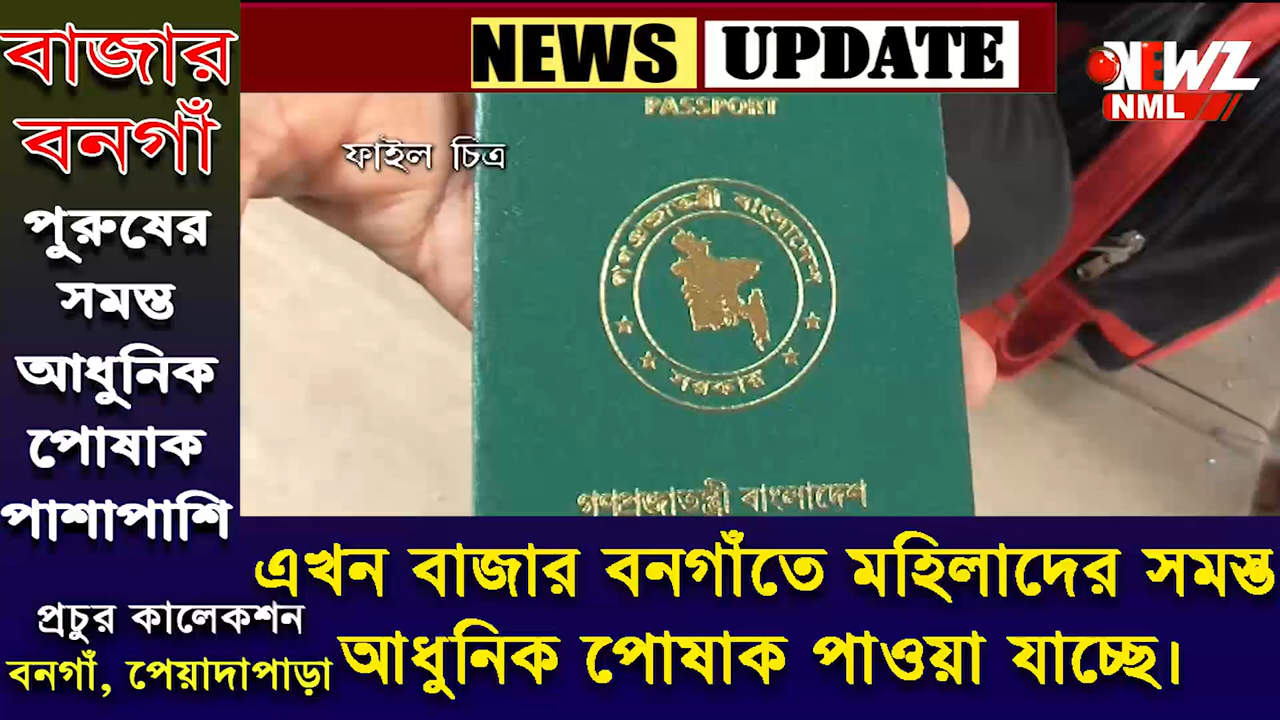 বাজার
বনগাঁ
পুরুষের
সমস্ত
আধুনিক
পোষাক
পাশাপাশি
প্রচুর কালেকশন
বনগাঁ, পেয়াদাপাড়া
NEWS UPDATE
NEWZ
NML
ফাইল চিত্র
PASSPORT
গণপ্রজাতন্ত্রী বাংলাদেশ
সরকার
গণপ্রজাতন্ত্রী বাংলাদেশ
এখন বাজার বনগাঁতে মহিলাদের সমস্ত
আধুনিক পোষাক পাওয়া যাচ্ছে।